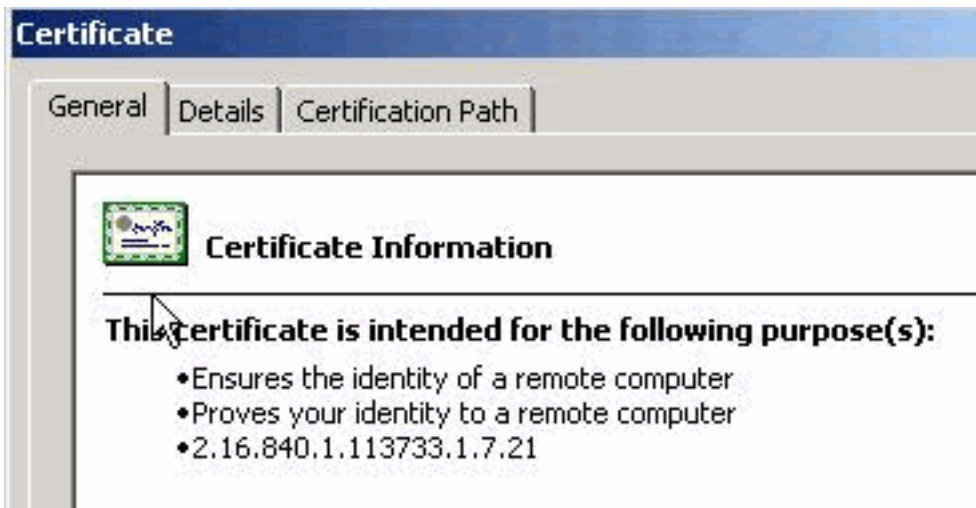 Certificate
General Details Certification Path
Certificate Information
This certificate is intended for the following purpose(s):
•Ensures the identity of a remote computer
•Proves your identity to a remote computer
•2.16.840.1.113733.1.7.21